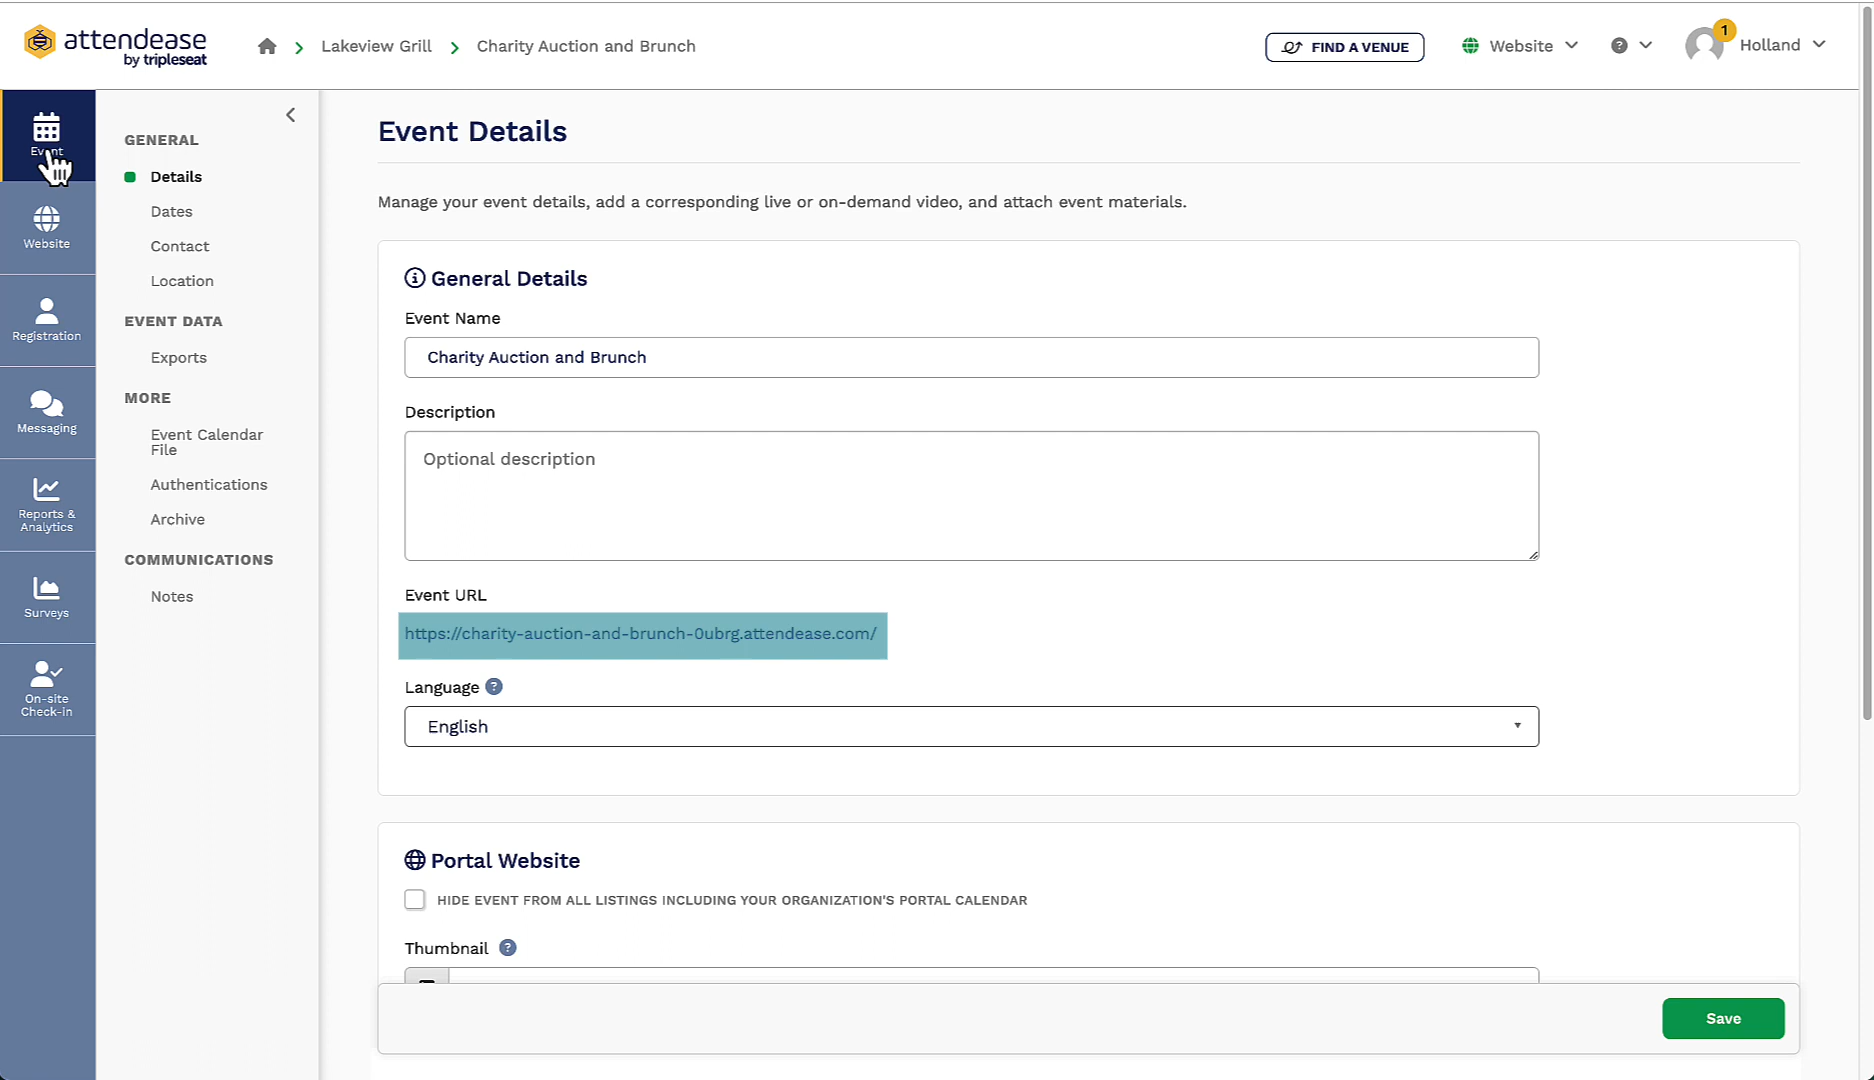 attendease
by tripleseat
Lakeview Grill
Charity Auction and Brunch
FIND A VENUE
Website
?
1
Holland
Event
Website
Registration
Messaging
Reports &
Analytics
Surveys
On-site
Check-in
GENERAL
Details
Dates
Contact
Location
EVENT DATA
Exports
MORE
Event Calendar
File
Authentications
Archive
COMMUNICATIONS
Notes
Event Details
Manage your event details, add a corresponding live or on-demand video, and attach event materials.
General Details
Event Name
Charity Auction and Brunch
Description
Optional description
Event URL
https://charity-auction-and-brunch-0ubrg.attendease.com/
Language ?
English
Portal Website
HIDE EVENT FROM ALL LISTINGS INCLUDING YOUR ORGANIZATION'S PORTAL CALENDAR
Thumbnail ?
Save